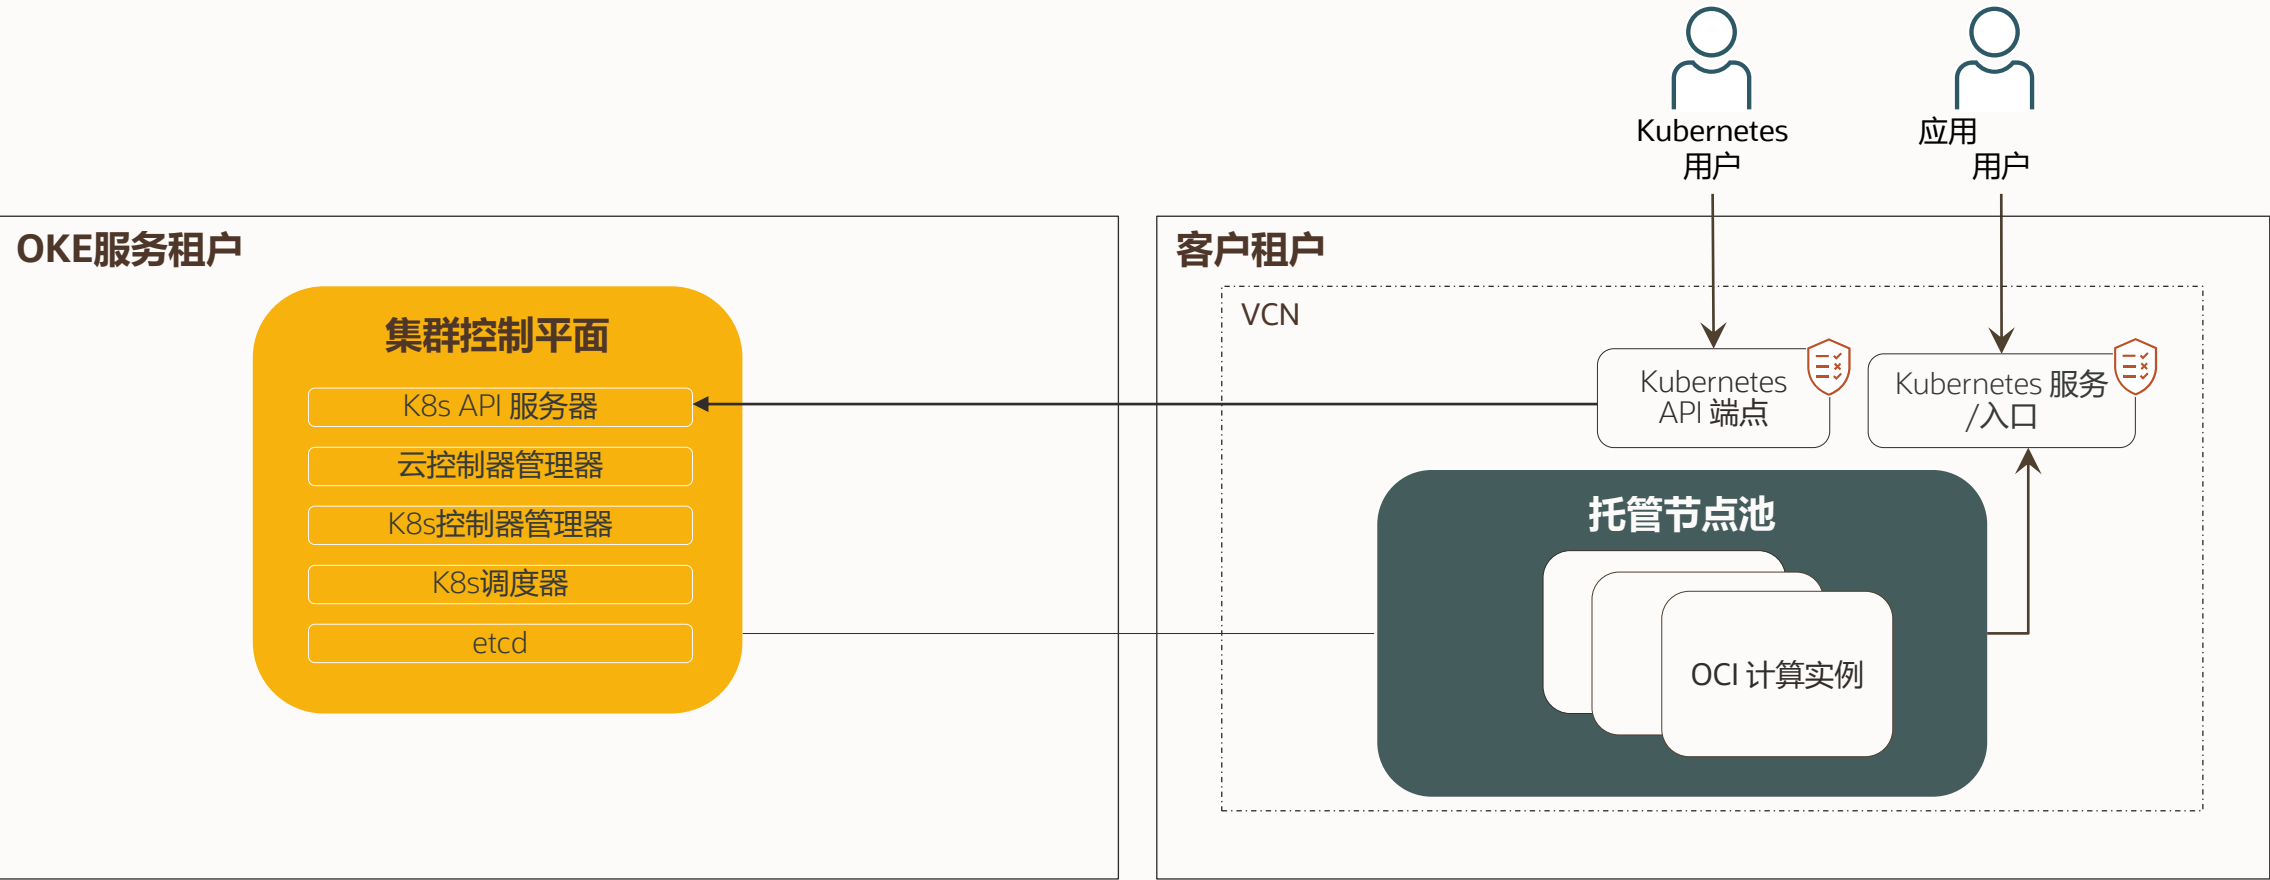 Kubernetes
用户
应用
用户
OKE服务租户
集群控制平面
K8s API 服务器
云控制器管理器
K8s控制器管理器
K8s调度器
etcd
客户租户
VCN
Kubernetes
API 端点
Kubernetes 服务
/入口
托管节点池
OCI 计算实例